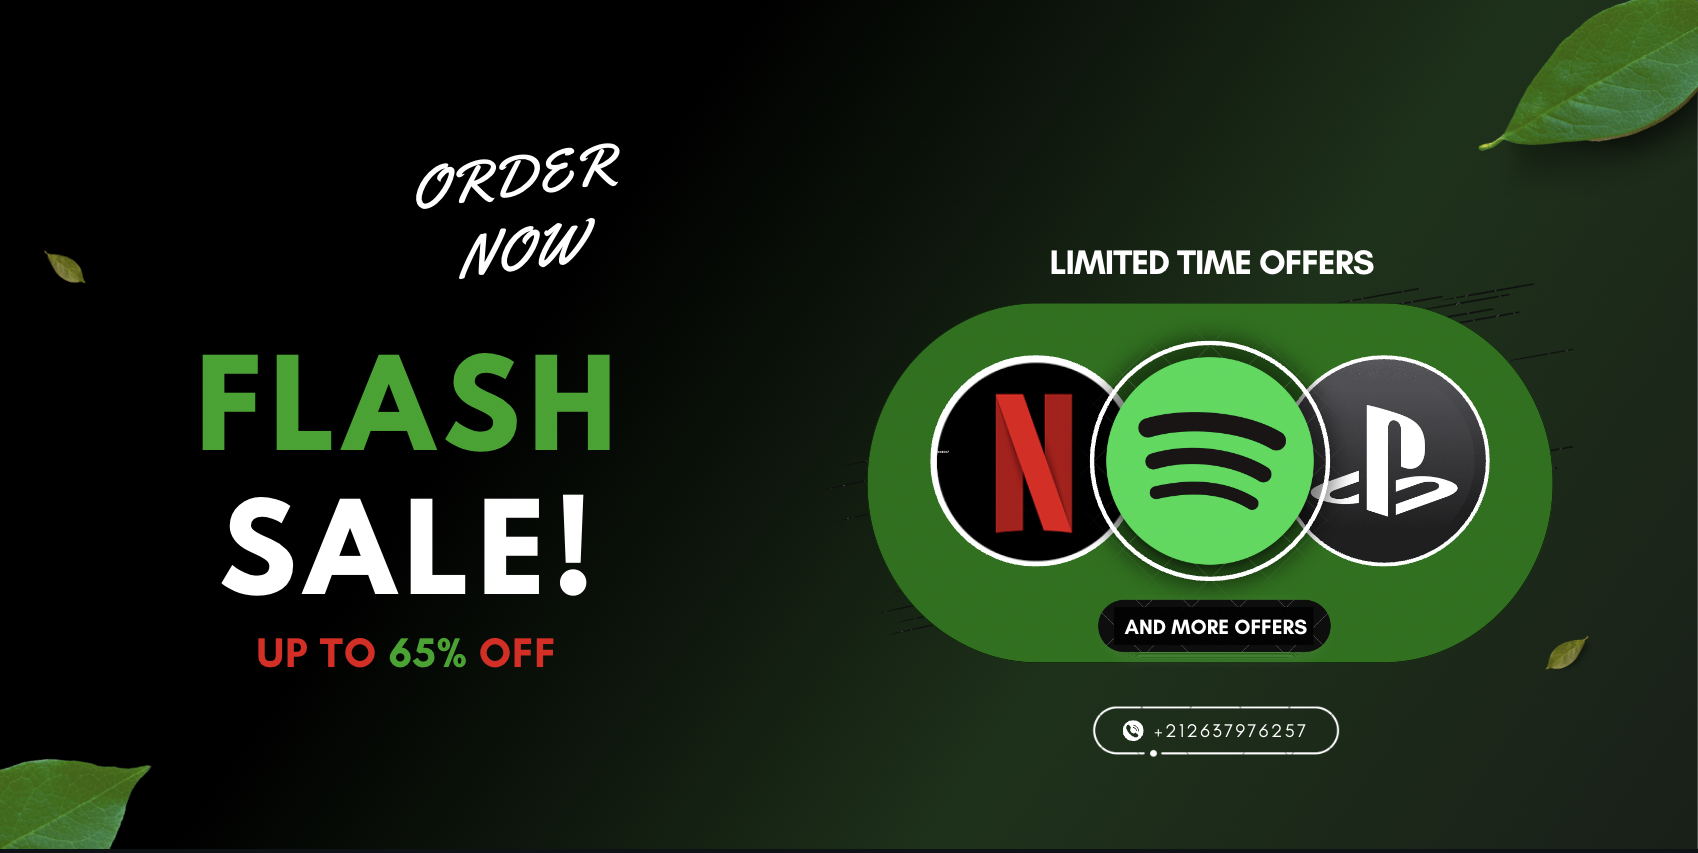 ORDER
NOW
FLASH
SALE!
UP TO 65% OFF
LIMITED TIME OFFERS
N
AND MORE OFFERS
+212637976257